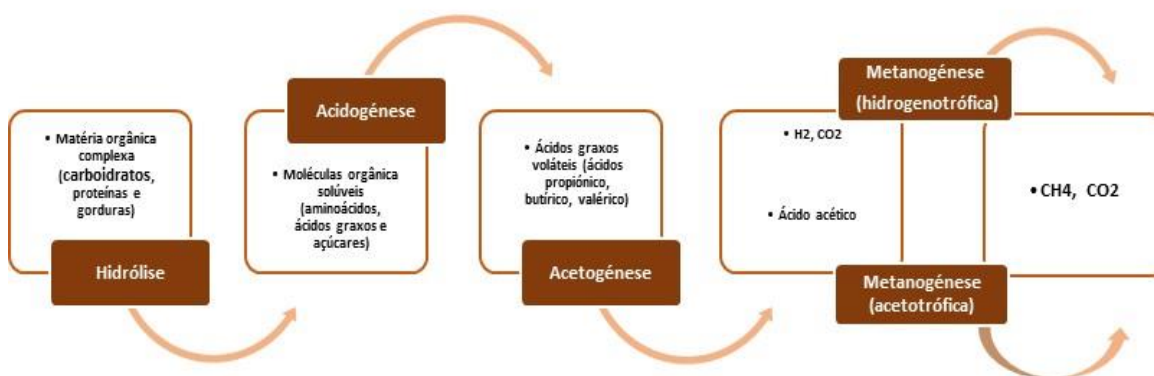 • Matéria orgânica
complexa
(carboidratos,
proteínas e
gorduras)
Hidrólise
Acidogénese
• Moléculas orgânica
solúveis
(aminoácidos,
ácidos graxos e
açúcares)
• Ácidos graxos
voláteis (ácidos
propiónico,
butírico, valérico)
Acetogénese
Metanogénese
(hidrogenotrófica)
• H2, CO2
• Ácido acético
Metanogénese
(acetotrófica)
• CH4, CO2